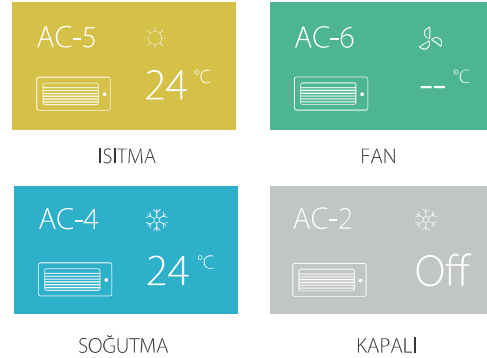 AC-5
24 °C
ISITMA
AC-6
-- °C
FAN
AC-4
24 °C
SOĞUTMA
AC-2
Off
KAPALI